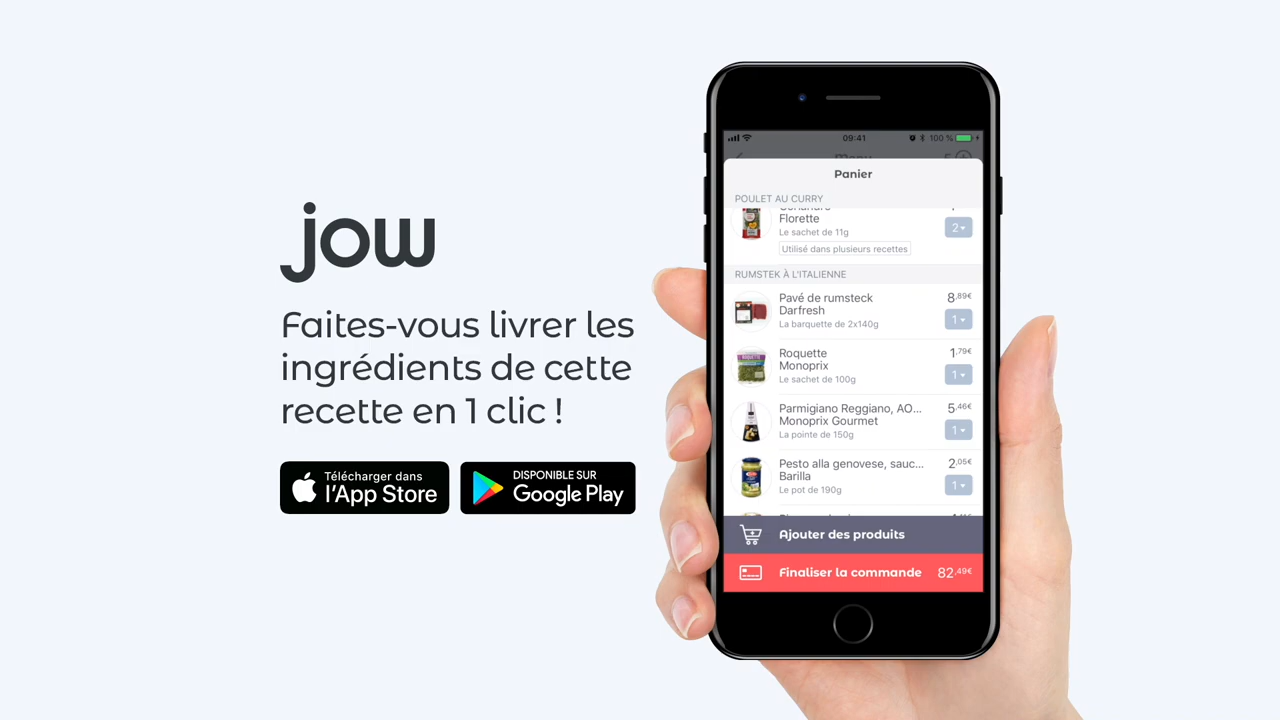 jow
Faites-vous livrer les
ingrédients de cette
recette en 1 clic !
Télécharger dans
l'App Store
DISPONIBLE SUR
Google Play
09:41
100 %
Panier
POULET AU CURRY
Florette
2
Le sachet de 11g
Utilisé dans plusieurs recettes
RUMSTEK À L'ITALIENNE
Pavé de rumsteck
8,89€
Darfresh
1
La barquette de 2x140g
Roquette
1,79€
Monoprix
1
Le sachet de 100g
Parmigiano Reggiano, AO...
5,46€
Monoprix Gourmet
1
La pointe de 150g
Pesto alla genovese, sauc...
2,05€
Barilla
1
Le pot de 190g
Ajouter des produits
Finaliser la commande 82,49€